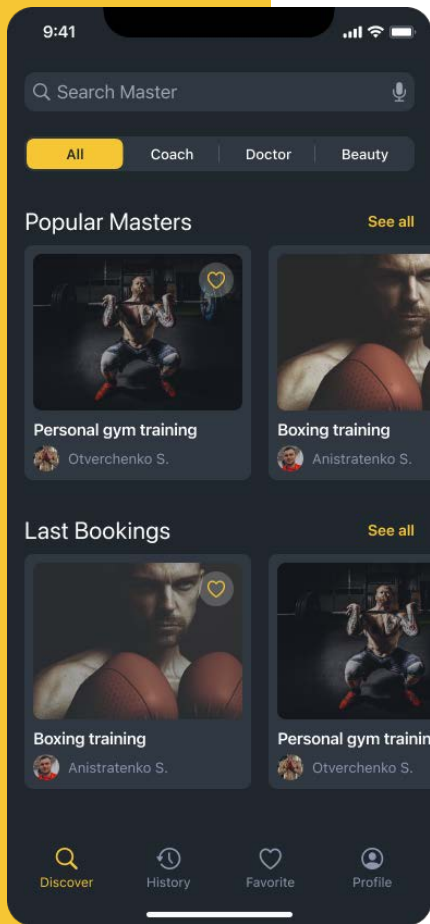 9:41
Search Master
All Coach Doctor Beauty
Popular Masters See all
Personal gym training Boxing training
Otverchenko S. Anistratenko S.
Last Bookings See all
Boxing training Personal gym trainin
Anistratenko S. Otverchenko S.
Discover History Favorite Profile